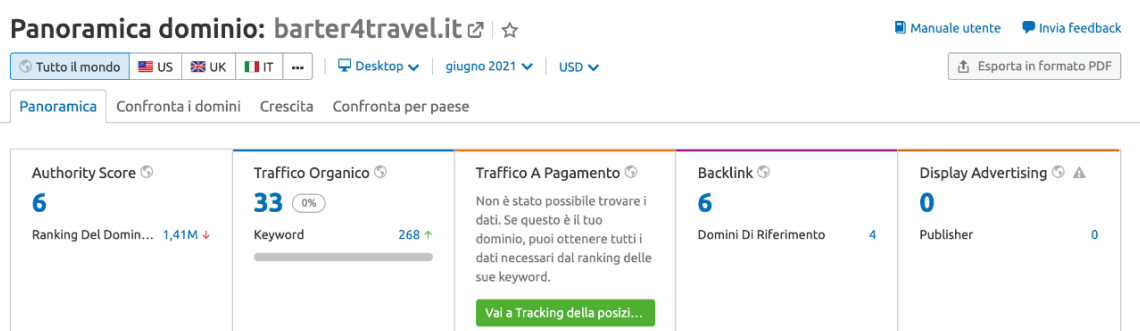 Panoramica dominio: barter4travel.it
Manuale utente Invia feedback
Tutto il mondo US UK IT ... Desktop giugno 2021 USD
Esporta in formato PDF
Panoramica Confronta i domini Crescita Confronta per paese
Authority Score
6
Ranking Del Domin... 1,41M ↓
Traffico Organico
33 0%
Keyword 268 ↑
Traffico A Pagamento
Non è stato possibile trovare i
dati. Se questo è il tuo
dominio, puoi ottenere tutti i
dati necessari dal ranking delle
sue keyword.
Vai a Tracking della posizi...
Backlink
6
Domini Di Riferimento 4
Display Advertising
0
Publisher 0